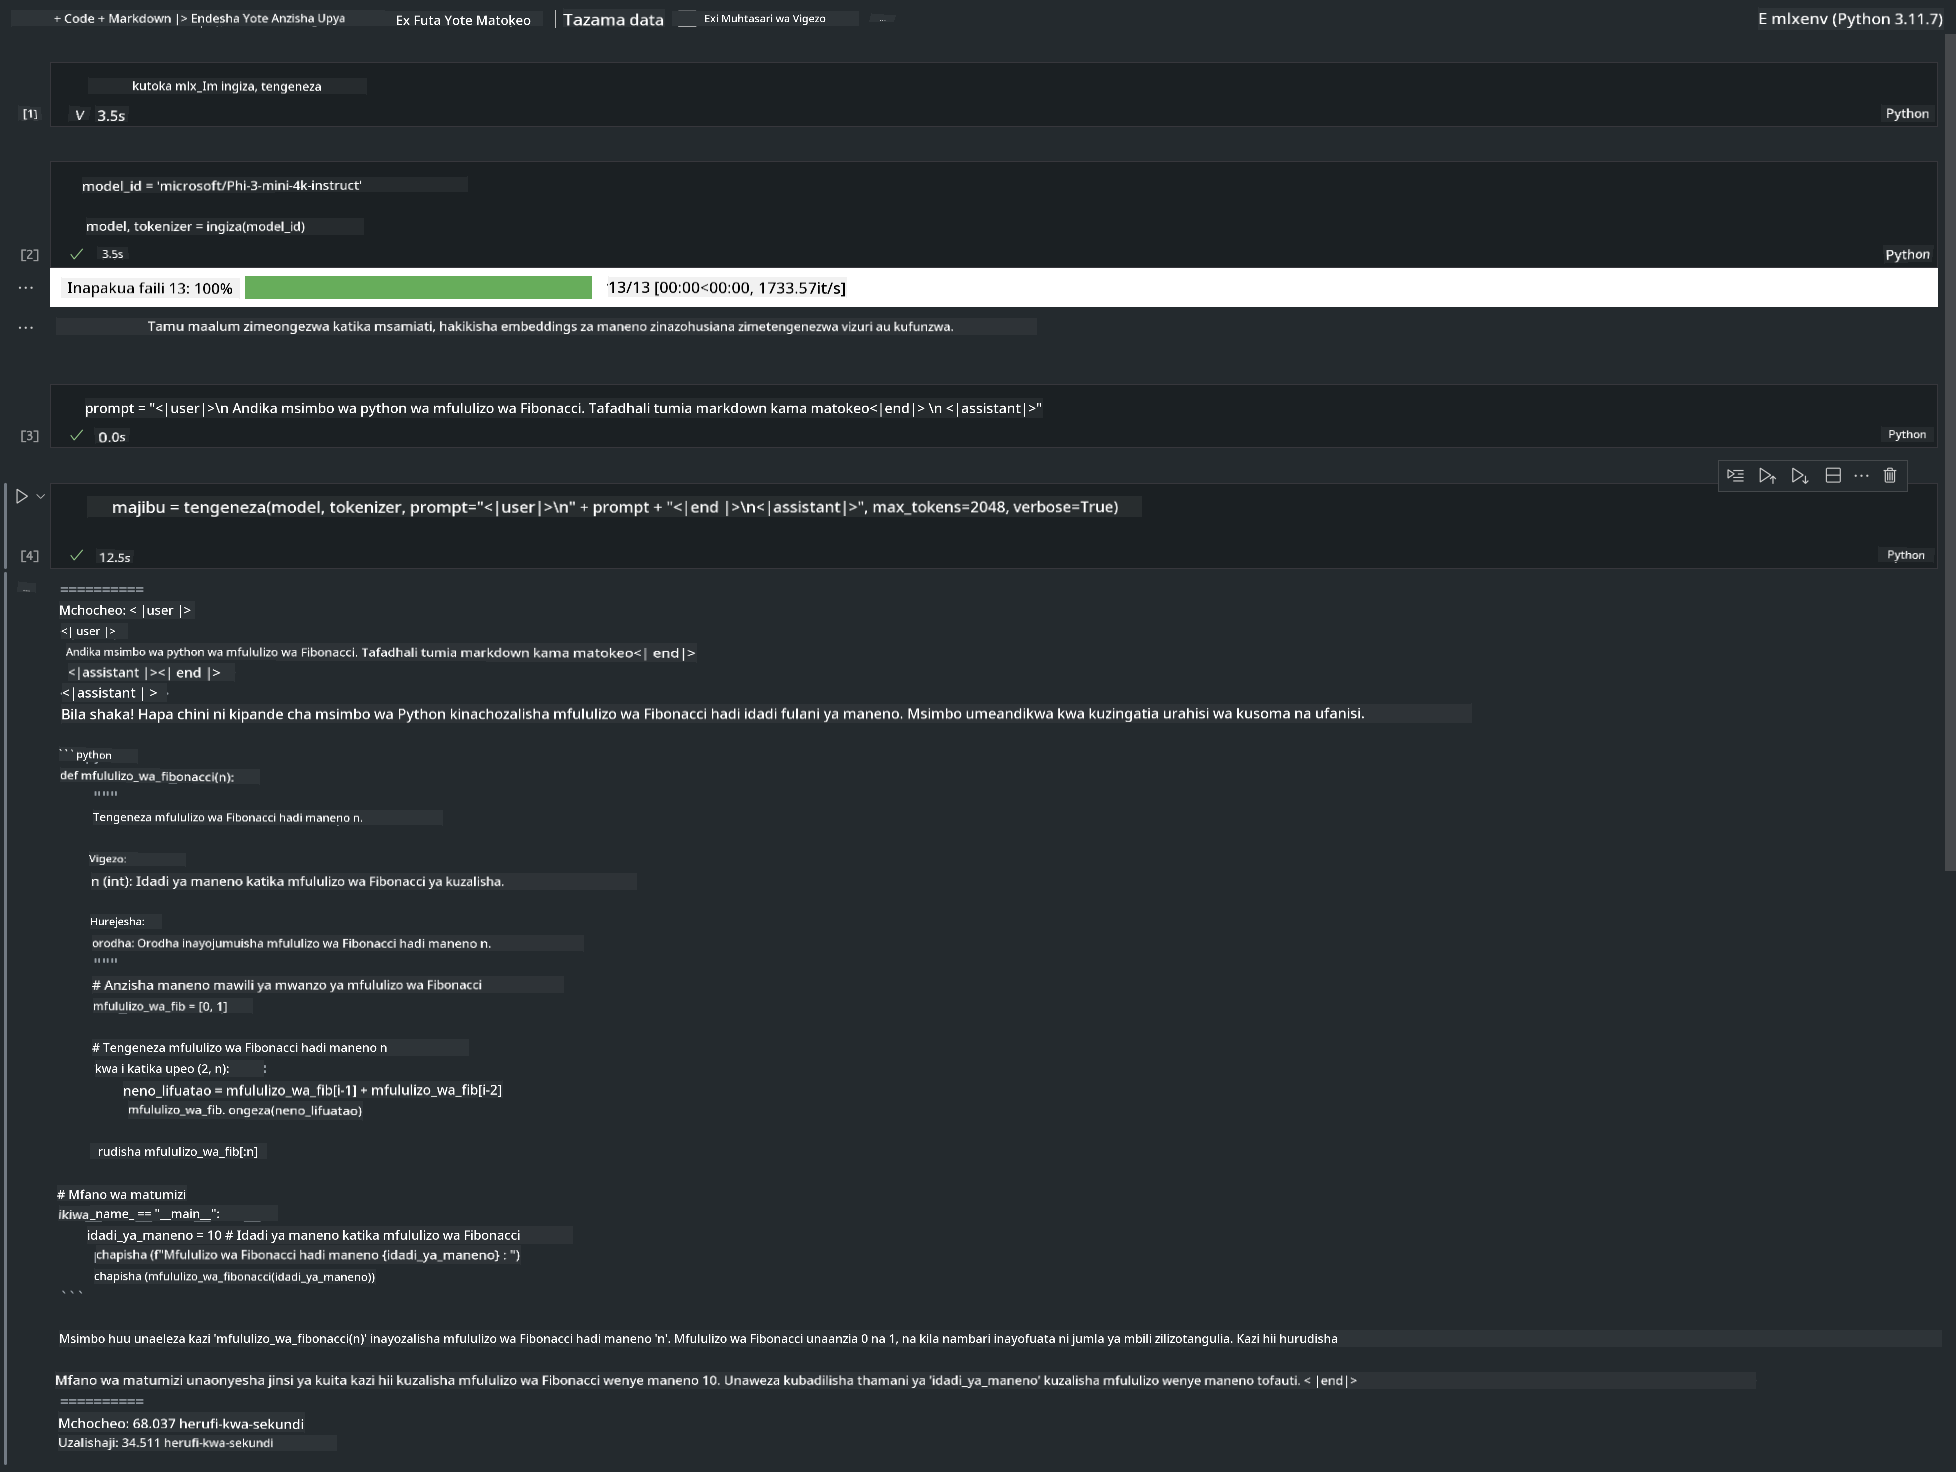 + Code + Markdown |> Endesha Yote Anzisha Upya Ex Futa Yote Matokeo | Tazama data Exi Muhtasari wa Vigezo ... E mlxenv (Python 3.11.7)
kutoka mlx_Im ingiza, tengeneza
[1] V 3.5s Python
model_id = 'microsoft/Phi-3-mini-4k-instruct'
model, tokenizer = ingiza(model_id)
[2] ✓ 3.5s Python
... Inapakua faili 13: 100% 13/13 [00:00<00:00, 1733.57it/s]
... Tamu maalum zimeongezwa katika msamiati, hakikisha embeddings za maneno zinazohusiana zimetengenezwa vizuri au kufunzwa.
prompt = "<|user|>\n Andika msimbo wa python wa mfululizo wa Fibonacci. Tafadhali tumia markdown kama matokeo<|end|> \n <|assistant|>"
[3] ✓ 0.0s Python
majibu = tengeneza(model, tokenizer, prompt="<|user|>\n" + prompt + "<|end |>\n<|assistant|>", max_tokens=2048, verbose=True)
[4] ✓ 12.5s Python
... ==========
Mchocheo: < |user |>
<| user |>
Andika msimbo wa python wa mfululizo wa Fibonacci. Tafadhali tumia markdown kama matokeo<| end|>
<|assistant |><| end |>
<|assistant | >
Bila shaka! Hapa chini ni kipande cha msimbo wa Python kinachozalisha mfululizo wa Fibonacci hadi idadi fulani ya maneno. Msimbo umeandikwa kwa kuzingatia urahisi wa kusoma na ufanisi.
```python
def mfululizo_wa_fibonacci(n):
"""
Tengeneza mfululizo wa Fibonacci hadi maneno n.
Vigezo:
n (int): Idadi ya maneno katika mfululizo wa Fibonacci ya kuzalisha.
Hurejesha:
orodha: Orodha inayojumuisha mfululizo wa Fibonacci hadi maneno n.
"""
# Anzisha maneno mawili ya mwanzo ya mfululizo wa Fibonacci
mfululizo_wa_fib = [0, 1]
# Tengeneza mfululizo wa Fibonacci hadi maneno n
kwa i katika upeo (2, n): :
neno_lifuatao = mfululizo_wa_fib[i-1] + mfululizo_wa_fib[i-2]
mfululizo_wa_fib. ongeza(neno_lifuatao)
rudisha mfululizo_wa_fib[:n]
# Mfano wa matumizi
ikiwa_name_ == "__main__":
idadi_ya_maneno = 10 # Idadi ya maneno katika mfululizo wa Fibonacci
chapisha (f"Mfululizo wa Fibonacci hadi maneno {idadi_ya_maneno} : ")
chapisha (mfululizo_wa_fibonacci(idadi_ya_maneno))
```
Msimbo huu unaeleza kazi 'mfululizo_wa_fibonacci(n)' inayozalisha mfululizo wa Fibonacci hadi maneno 'n'. Mfululizo wa Fibonacci unaanzia 0 na 1, na kila nambari inayofuata ni jumla ya mbili zilizotangulia. Kazi hii hurudisha
Mfano wa matumizi unaonyesha jinsi ya kuita kazi hii kuzalisha mfululizo wa Fibonacci wenye maneno 10. Unaweza kubadilisha thamani ya 'idadi_ya_maneno' kuzalisha mfululizo wenye maneno tofauti. < |end|>
==========
Mchocheo: 68.037 herufi-kwa-sekundi
Uzalishaji: 34.511 herufi-kwa-sekundi